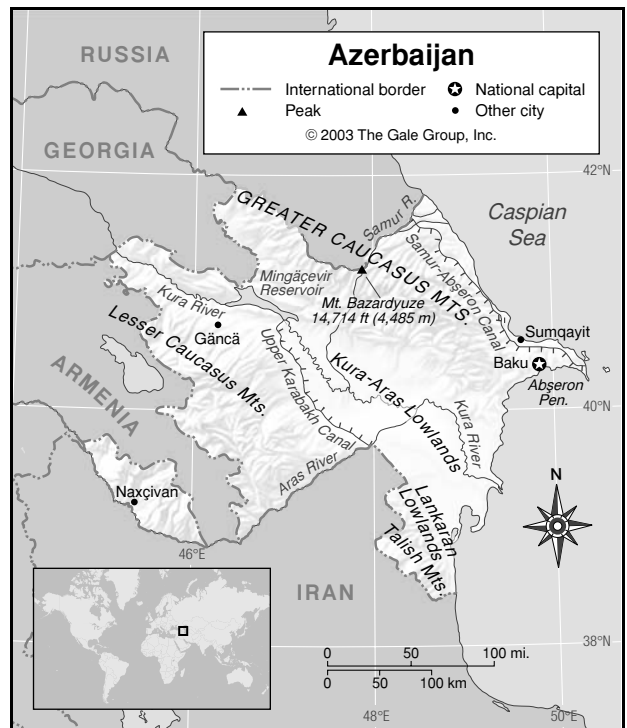 Azerbaijan
International border
National capital
Peak
Other city
© 2003 The Gale Group, Inc.
RUSSIA
GEORGIA
42°N
GREATER CAUCASUS MTS.
Samur R.
Caspian
Sea
Samur-Abşeron Canal
Mingäçevir
Reservoir
Mt. Bazardyuze
14,714 ft (4,485 m)
Kura River
Gäncä
Lesser Caucasus Mts.
Upper Karabakh Canal
Kura-Aras Lowlands
Sumqayit
Baku
Abşeron
Pen.
ARMENIA
40°N
Kura River
Aras River
Naxçivan
Lankaran
Lowlands
Talish Mts.
N
46°E
IRAN
38°N
0 50 100 mi.
0 50 100 km
48°E
50°E